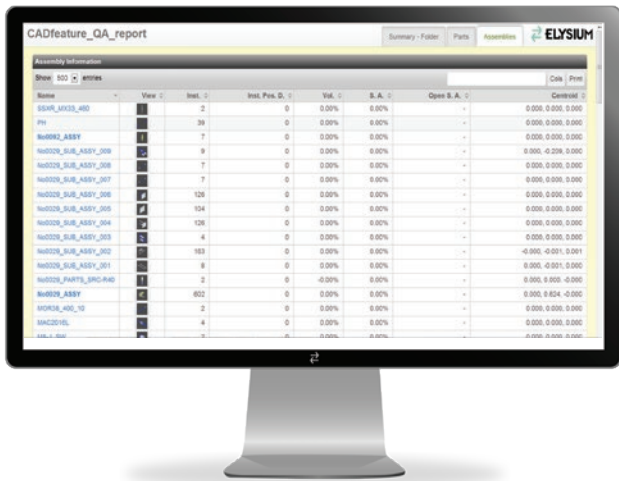 CADfeature_QA_report
Summary - Folder Parts Assemblies ELYSIUM
Assembly Information
Show 500 entries Cols Print
Name View Inst. Inst. Pos. D. Vol. S. A. Open S. A. Centroid
2 0 0.00% 0.00% - 0.000, 0.000, 0.000
PH 39 0 0.00% 0.00% - 0.000, 0.000, 0.000
7 0 0.00% 0.00% - 0.000, 0.000, 0.000
No0029_SUB_ASSY_009 9 0 0.00% 0.00% - 0.000, -0.209, 0.000
No0029_SUB_ASSY_008 7 0 0.00% 0.00% - 0.000, 0.000, 0.000
No0029_SUB_ASSY_007 7 0 0.00% 0.00% - 0.000, 0.000, 0.000
No0029_SUB_ASSY_006 126 0 0.00% 0.00% - 0.000, 0.000, 0.000
No0029_SUB_ASSY_005 104 0 0.00% 0.00% - 0.000, 0.000, 0.000
No0029_SUB_ASSY_004 126 0 0.00% 0.00% - 0.000, 0.000, 0.000
No0029_SUB_ASSY_003 4 0 0.00% 0.00% - 0.000, 0.000, 0.000
No0029_SUB_ASSY_002 163 0 0.00% 0.00% - -0.000, -0.001, 0.001
No0029_SUB_ASSY_001 8 0 0.00% 0.00% - 0.000, -0.001, 0.000
No0029_PARTS_SRC-R40 2 0 -0.00% 0.00% - 0.000, 0.000, -0.000
No0029_ASSY 602 0 0.00% 0.00% - 0.000, 0.624, -0.000
MOR38_400_10 2 0 0.00% 0.00% - 0.000, 0.000, 0.000
4 0 0.00% 0.00% - 0.000, 0.000, 0.000